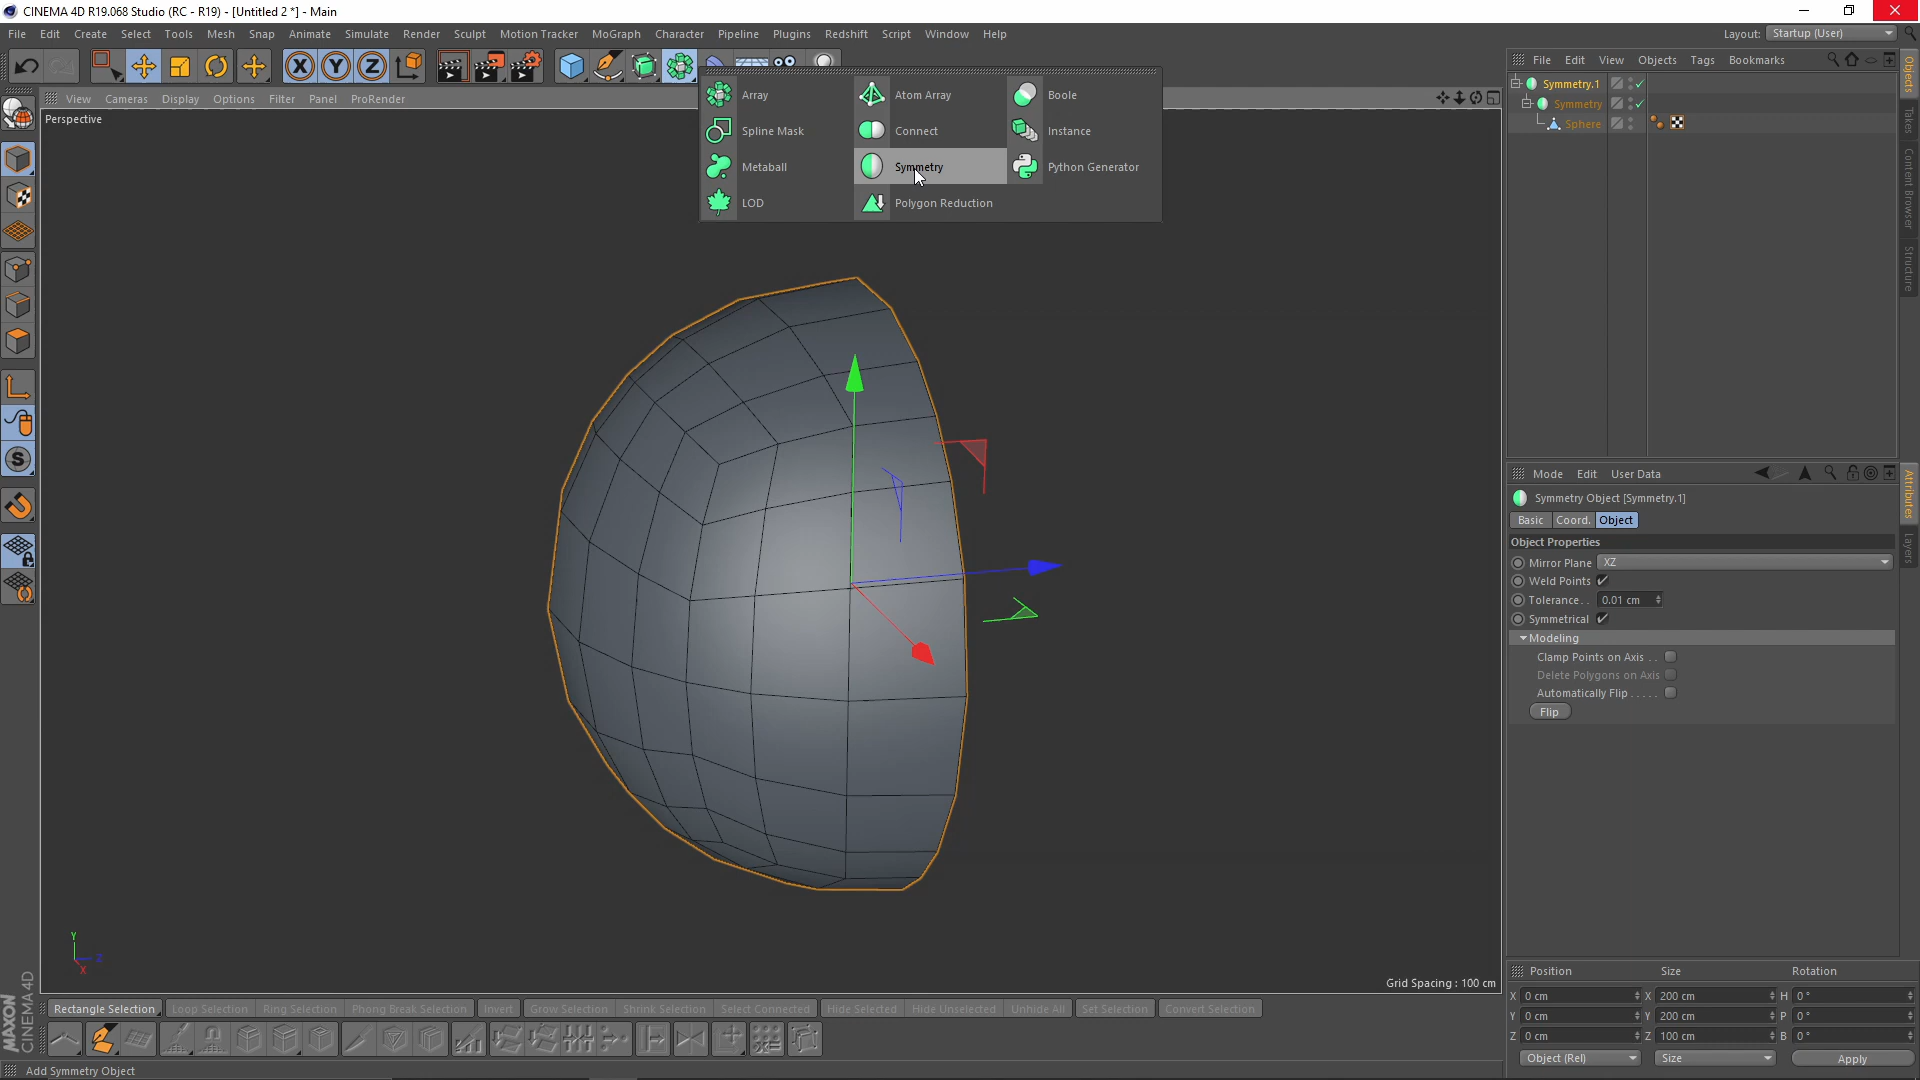 CINEMA 4D R19.068 Studio (RC - R19) - [Untitled 2 *] - Main
File Edit Create Select Tools Mesh Snap Animate Simulate Render Sculpt Motion Tracker MoGraph Character Pipeline Plugins Redshift Script Window Help
Layout: Startup (User)
View Cameras Display Options Filter Panel ProRender
Perspective
Array
Spline Mask
Metaball
LOD
Atom Array
Connect
Symmetry
Polygon Reduction
Boole
Instance
Python Generator
X Y Z
File Edit View Objects Tags Bookmarks
Symmetry.1
Symmetry
Sphere
Objects
Takes
Content Browser
Structure
Mode Edit User Data
Symmetry Object [Symmetry.1]
Basic Coord. Object
Object Properties
Mirror Plane XZ
Weld Points
Tolerance . . 0.01 cm
Symmetrical
Modeling
Clamp Points on Axis . .
Delete Polygons on Axis
Automatically Flip . . . . .
Flip
Attributes
Layers
Y
Z
X
Grid Spacing : 100 cm
Rectangle Selection Loop Selection Ring Selection Phong Break Selection Invert Grow Selection Shrink Selection Select Connected Hide Selected Hide Unselected Unhide All Set Selection Convert Selection
Position Size Rotation
X 0 cm X 200 cm H 0 °
Y 0 cm Y 200 cm P 0 °
Z 0 cm Z 100 cm B 0 °
Object (Rel) Size Apply
MAXON
CINEMA 4D
Add Symmetry Object